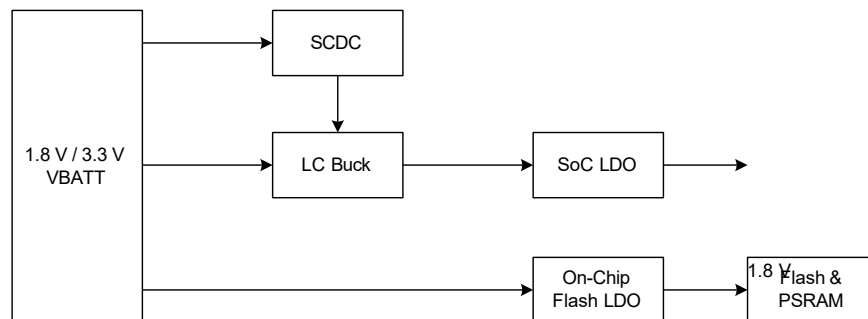 SCDC
1.8 V / 3.3 V
VBATT
LC Buck
SoC LDO
On-Chip
Flash LDO
1.8 V
Flash &
PSRAM